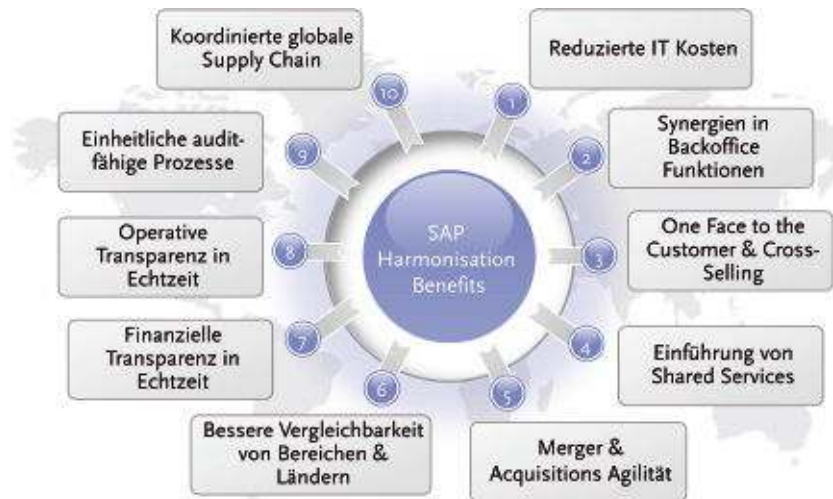 SAP
Harmonisation
Benefits
1
Reduzierte IT Kosten
2
Synergien in
Backoffice
Funktionen
3
One Face to the
Customer & Cross-
Selling
4
Einführung von
Shared Services
5
Merger &
Acquisitions Agilität
6
Bessere Vergleichbarkeit
von Bereichen &
Ländern
7
Finanzielle
Transparenz in
Echtzeit
8
Operative
Transparenz in
Echtzeit
9
Einheitliche audit-
fähige Prozesse
10
Koordinierte globale
Supply Chain